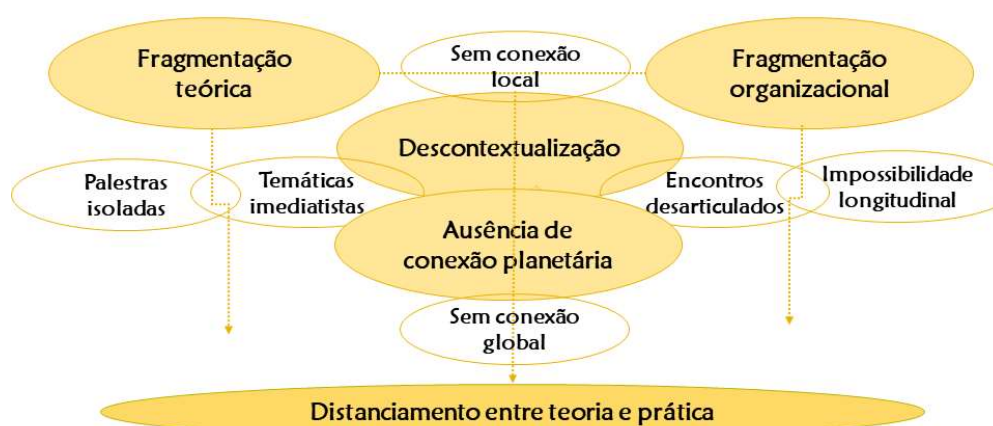 Fragmentação
teórica
Sem conexão
local
Fragmentação
organizacional
Descontextualização
Palestras
isoladas
Temáticas
imediatistas
Encontros
desarticulados
Impossibilidade
longitudinal
Ausência de
conexão planetária
Sem conexão
global
Distanciamento entre teoria e prática